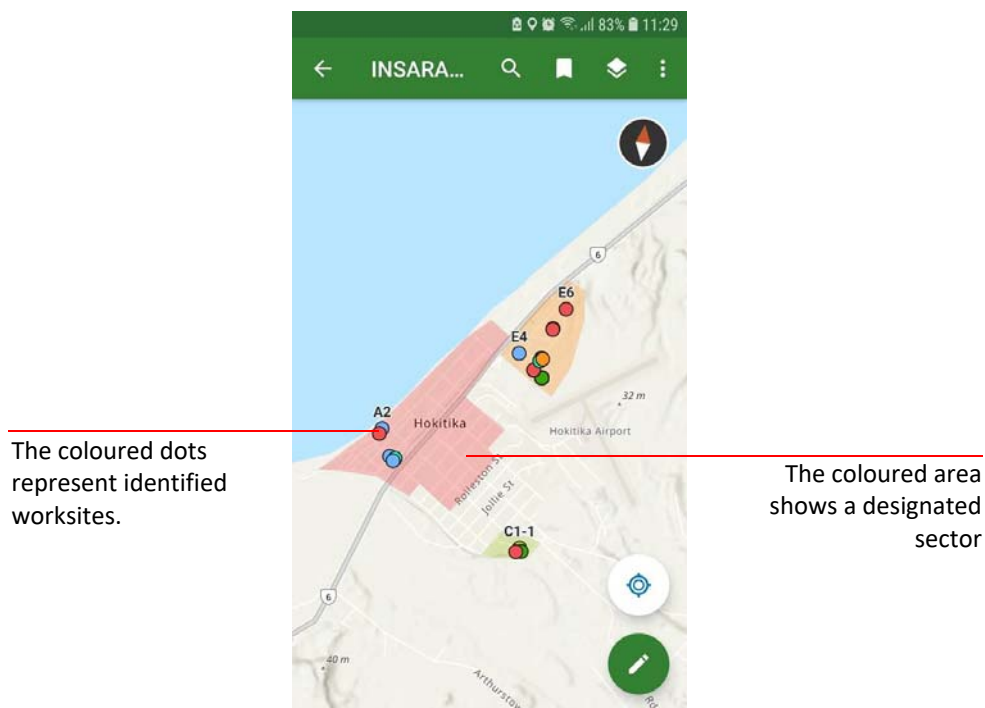 83% 11:29
INSARA...
6
E6
E4
32 m
A2
Hokitika
Hokitika Airport
The coloured dots
represent identified
worksites.
Rolleston St
The coloured area
shows a designated
sector
Jollie St
C1-1
6
40 m